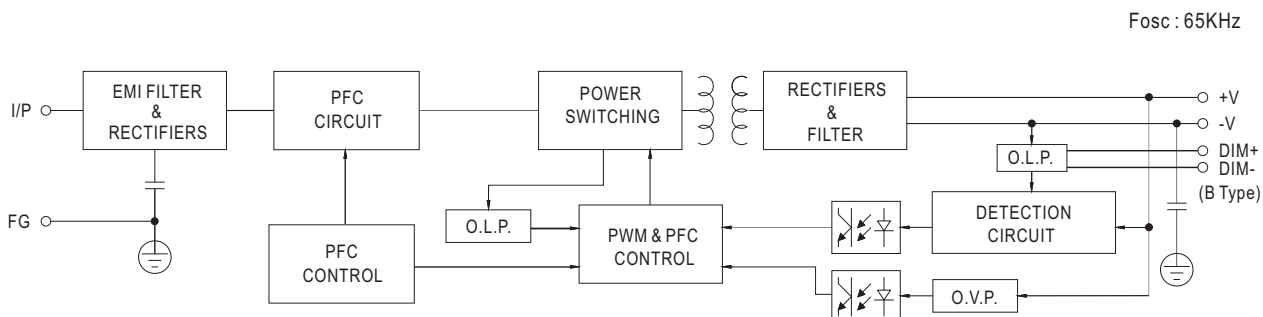 Fosc : 65KHz
I/P
EMI FILTER
&
RECTIFIERS
PFC
CIRCUIT
POWER
SWITCHING
RECTIFIERS
&
FILTER
+V
-V
DIM+
DIM-
(B Type)
O.L.P.
FG
O.L.P.
PFC
CONTROL
PWM & PFC
CONTROL
DETECTION
CIRCUIT
O.V.P.